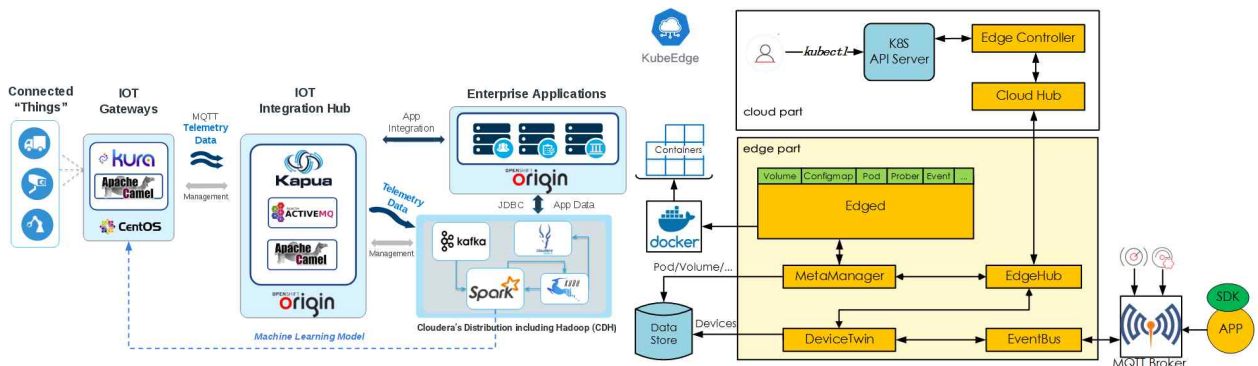 Connected
“Things”
IOT
Gateways
kura
Apache
Camel
CentOS
MQTT
Telemetry
Data
Management
IOT
Integration Hub
Kapua
ACTIVEMQ
Apache
Camel
OPENSHIFT
origin
App
Integration
Telemetry
Data
Management
Enterprise Applications
OPENSHIFT
origin
JDBC
App Data
kafka
cloudera
Spark
Cloudera's Distribution including Hadoop (CDH)
Machine Learning Model
KubeEdge
kubectl
K8S
API Server
Edge Controller
Cloud Hub
cloud part
edge part
Containers
docker
Volume
Configmap
Pod
Prober
Event
...
Edged
Pod/Volume/...
MetaManager
EdgeHub
Data
Store
Devices
DeviceTwin
EventBus
MQTT Broker
SDK
APP